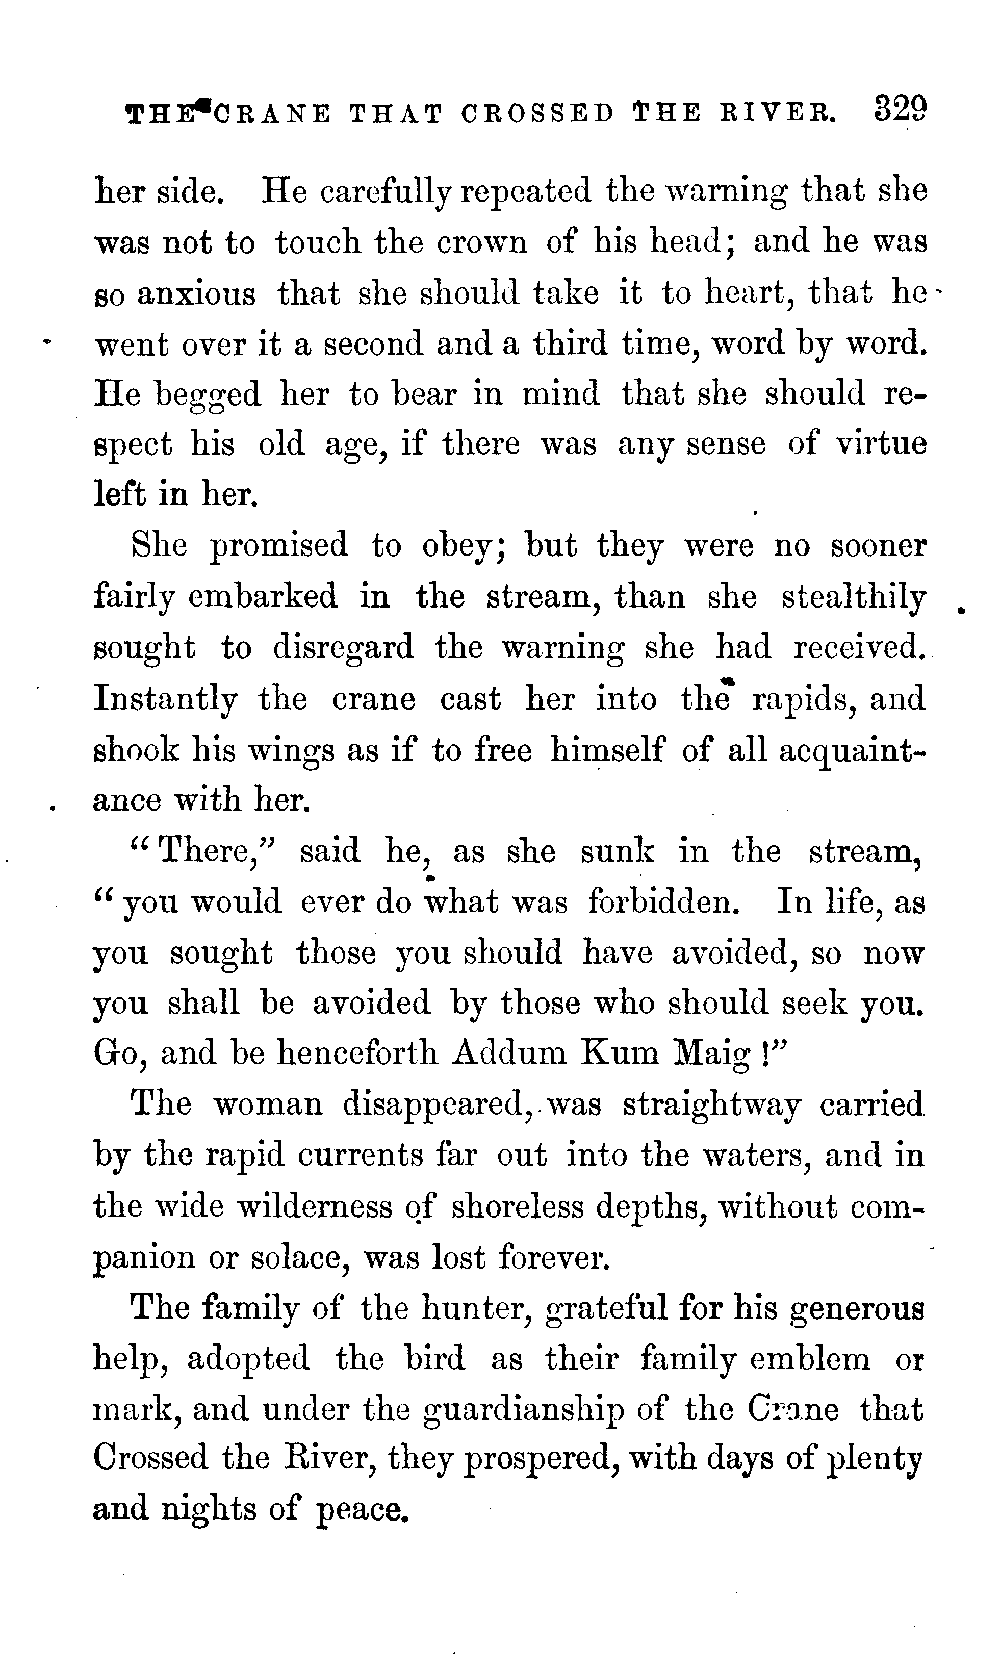 THE CRANE THAT CROSSED THE RIVER. 329
her side. He carefully repeated the warning that she
was not to touch the crown of his head; and he was
so anxious that she should take it to heart, that he
went over it a second and a third time, word by word.
He begged her to bear in mind that she should re-
spect his old age, if there was any sense of virtue
left in her.
She promised to obey; but they were no sooner
fairly embarked in the stream, than she stealthily
sought to disregard the warning she had received.
Instantly the crane cast her into the rapids, and
shook his wings as if to free himself of all acquaint-
ance with her.
“There,” said he, as she sunk in the stream,
“you would ever do what was forbidden. In life, as
you sought those you should have avoided, so now
you shall be avoided by those who should seek you.
Go, and be henceforth Addum Kum Maig!”
The woman disappeared, was straightway carried
by the rapid currents far out into the waters, and in
the wide wilderness of shoreless depths, without com-
panion or solace, was lost forever.
The family of the hunter, grateful for his generous
help, adopted the bird as their family emblem or
mark, and under the guardianship of the Crane that
Crossed the River, they prospered, with days of plenty
and nights of peace.